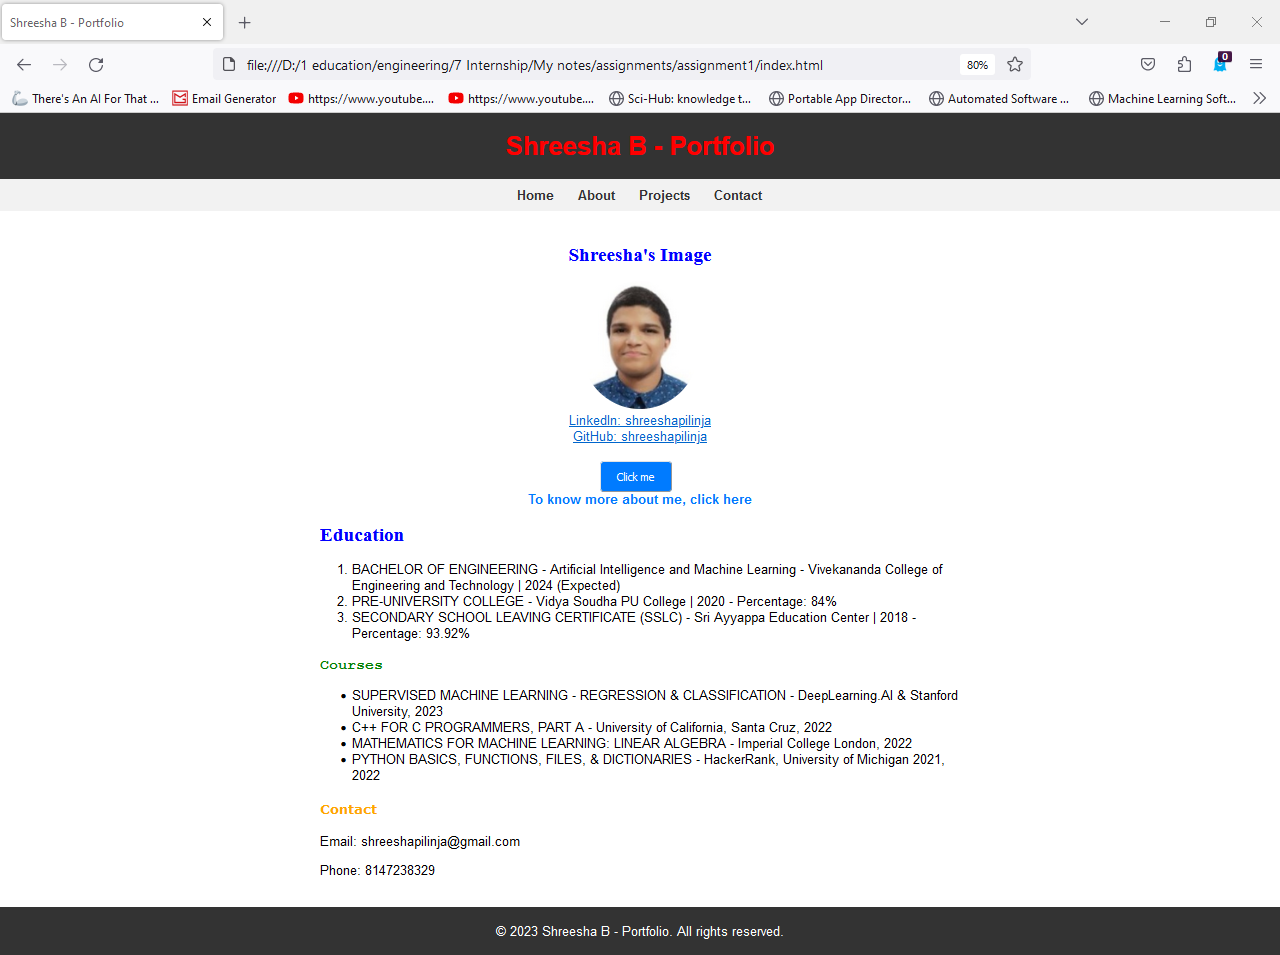 Shreesha B - Portfolio
file:///D:/1 education/engineering/7 Internship/My notes/assignments/assignment1/index.html
80%
0
There's An AI For That ...
Email Generator
https://www.youtube....
https://www.youtube....
Sci-Hub: knowledge t...
Portable App Director...
Automated Software ...
Machine Learning Soft...
Shreesha B - Portfolio
Home About Projects Contact
Shreesha's Image
LinkedIn: shreeshapilinja
GitHub: shreeshapilinja
Click me
To know more about me, click here
Education
1. BACHELOR OF ENGINEERING - Artificial Intelligence and Machine Learning - Vivekananda College of
Engineering and Technology | 2024 (Expected)
2. PRE-UNIVERSITY COLLEGE - Vidya Soudha PU College | 2020 - Percentage: 84%
3. SECONDARY SCHOOL LEAVING CERTIFICATE (SSLC) - Sri Ayyappa Education Center | 2018 -
Percentage: 93.92%
Courses
• SUPERVISED MACHINE LEARNING - REGRESSION & CLASSIFICATION - DeepLearning.AI & Stanford
University, 2023
• C++ FOR C PROGRAMMERS, PART A - University of California, Santa Cruz, 2022
• MATHEMATICS FOR MACHINE LEARNING: LINEAR ALGEBRA - Imperial College London, 2022
• PYTHON BASICS, FUNCTIONS, FILES, & DICTIONARIES - HackerRank, University of Michigan 2021,
2022
Contact
Email: shreeshapilinja@gmail.com
Phone: 8147238329
© 2023 Shreesha B - Portfolio. All rights reserved.